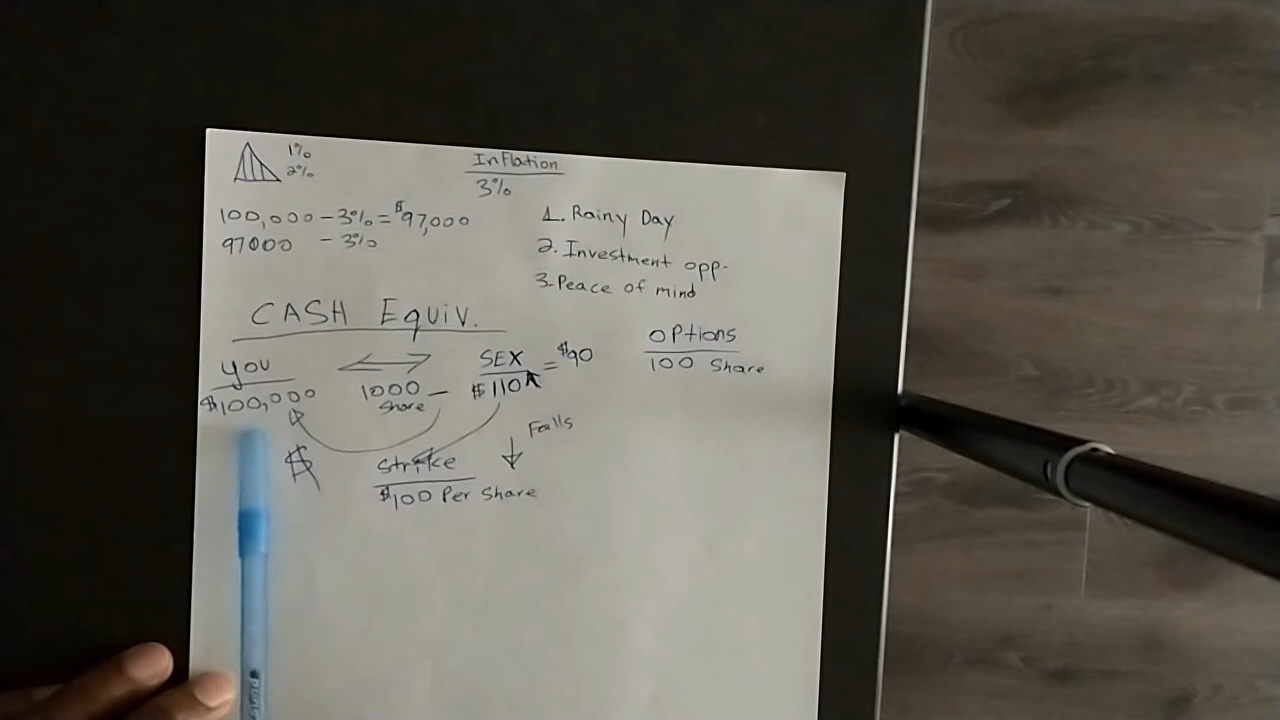 1%
2%
Inflation
3%
100,000 - 3% = $97,000
97000 - 3%
1. Rainy Day
2. Investment opp-
3. Peace of mind
CASH Equiv.
you
$100,000
1000
Share
SEX
$110
= $90
Options
100 Share
Falls
Strike
$100 Per Share
$